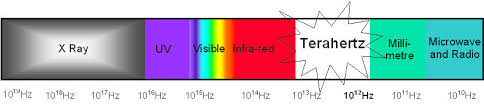 X Ray UV Visible Infra-red Terahertz Milli-
metre Microwave
and Radio
10¹⁹Hz 10¹⁸Hz 10¹⁷Hz 10¹⁶Hz 10¹⁵Hz 10¹⁴Hz 10¹³Hz 10¹²Hz 10¹¹Hz 10¹⁰Hz